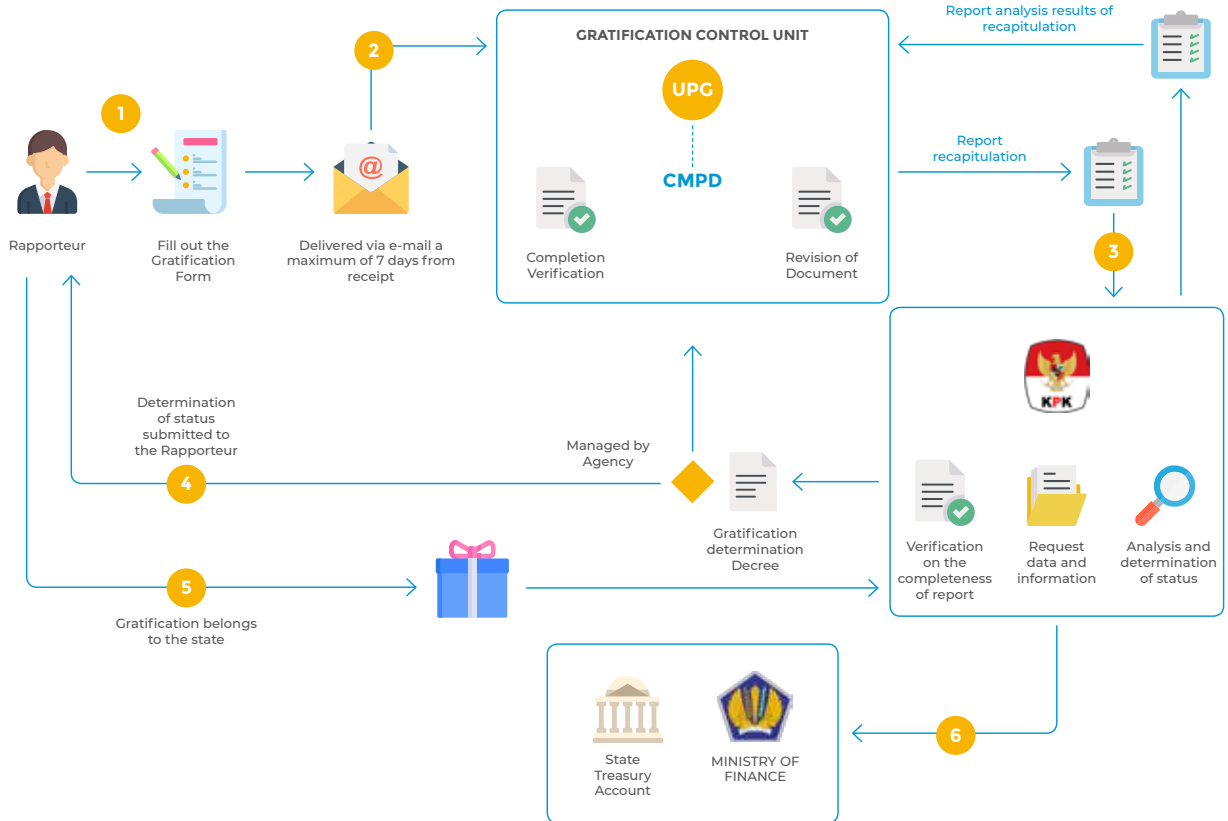 1
Rapporteur
Fill out the
Gratification
Form
Delivered via e-mail a
maximum of 7 days from
receipt
@
2
GRATIFICATION CONTROL UNIT
UPG
CMPD
Completion
Verification
Revision of
Document
Report analysis results of
recapitulation
Report
recapitulation
3
KPK
Verification
on the
completeness
of report
Request
data and
information
Analysis and
determination
of status
Gratification
determination
Decree
Managed by
Agency
Determination
of status
submitted to
the Rapporteur
4
5
Gratification belongs
to the state
6
State
Treasury
Account
MINISTRY OF
FINANCE